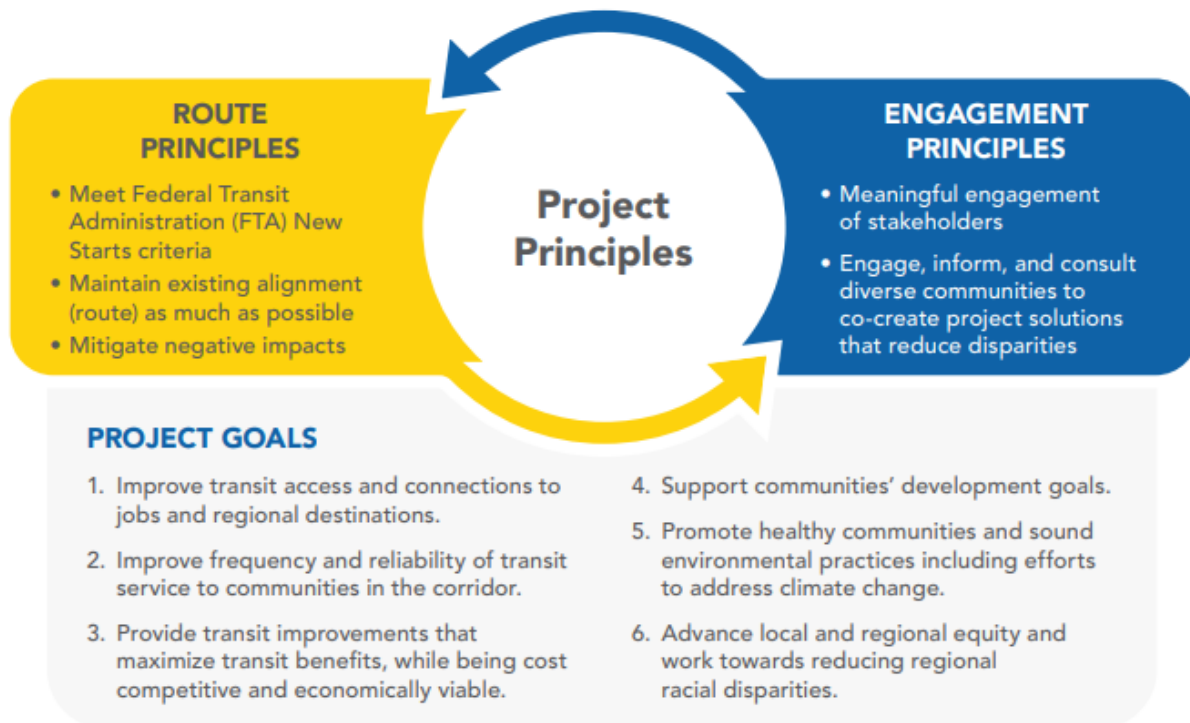 ROUTE
PRINCIPLES
• Meet Federal Transit
Administration (FTA) New
Starts criteria
• Maintain existing alignment
(route) as much as possible
• Mitigate negative impacts
Project
Principles
ENGAGEMENT
PRINCIPLES
• Meaningful engagement
of stakeholders
• Engage, inform, and consult
diverse communities to
co-create project solutions
that reduce disparities
PROJECT GOALS
1. Improve transit access and connections to
jobs and regional destinations.
2. Improve frequency and reliability of transit
service to communities in the corridor.
3. Provide transit improvements that
maximize transit benefits, while being cost
competitive and economically viable.
4. Support communities’ development goals.
5. Promote healthy communities and sound
environmental practices including efforts
to address climate change.
6. Advance local and regional equity and
work towards reducing regional
racial disparities.